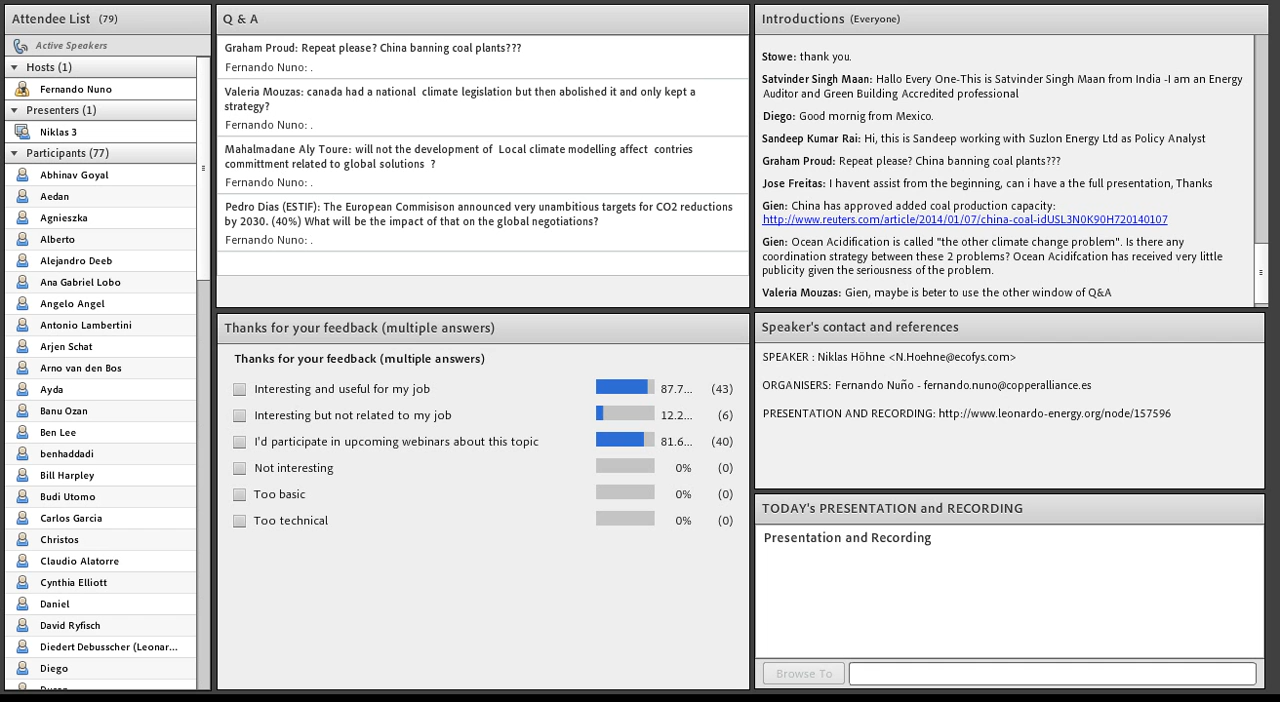 Attendee List (79)
Active Speakers
Hosts (1)
Fernando Nuno
Presenters (1)
Niklas 3
Participants (77)
Abhinav Goyal
Aedan
Agnieszka
Alberto
Alejandro Deeb
Ana Gabriel Lobo
Angelo Angel
Antonio Lambertini
Arjen Schat
Arno van den Bos
Ayda
Banu Ozan
Ben Lee
benhaddadi
Bill Harpley
Budi Utomo
Carlos Garcia
Christos
Claudio Alatorre
Cynthia Elliott
Daniel
David Ryfisch
Diedert Debusscher (Leonar...
Diego
Q & A
Graham Proud: Repeat please? China banning coal plants???
Fernando Nuno: .
Valeria Mouzas: canada had a national climate legislation but then abolished it and only kept a
strategy?
Fernando Nuno: .
Mahalmadane Aly Toure: will not the development of Local climate modelling affect contries
committment related to global solutions ?
Fernando Nuno: .
Pedro Dias (ESTIF): The European Commisison announced very unambitious targets for CO2 reductions
by 2030. (40%) What will be the impact of that on the global negotiations?
Fernando Nuno: .
Thanks for your feedback (multiple answers)
Thanks for your feedback (multiple answers)
Interesting and useful for my job 87.7... (43)
Interesting but not related to my job 12.2... (6)
I'd participate in upcoming webinars about this topic 81.6... (40)
Not interesting 0% (0)
Too basic 0% (0)
Too technical 0% (0)
Introductions (Everyone)
Stowe: thank you.
Satvinder Singh Maan: Hallo Every One-This is Satvinder Singh Maan from India -I am an Energy
Auditor and Green Building Accredited professional
Diego: Good mornig from Mexico.
Sandeep Kumar Rai: Hi, this is Sandeep working with Suzlon Energy Ltd as Policy Analyst
Graham Proud: Repeat please? China banning coal plants???
Jose Freitas: I havent assist from the beginning, can i have a the full presentation, Thanks
Gien: China has approved added coal production capacity:
http://www.reuters.com/article/2014/01/07/china-coal-idUSL3N0K90H720140107
Gien: Ocean Acidification is called "the other climate change problem". Is there any
coordination strategy between these 2 problems? Ocean Acidifcation has received very little
publicity given the seriousness of the problem.
Valeria Mouzas: Gien, maybe is beter to use the other window of Q&A
Speaker's contact and references
SPEAKER : Niklas Höhne <N.Hoehne@ecofys.com>
ORGANISERS: Fernando Nuño - fernando.nuno@copperalliance.es
PRESENTATION AND RECORDING: http://www.leonardo-energy.org/node/157596
TODAY's PRESENTATION and RECORDING
Presentation and Recording
Browse To